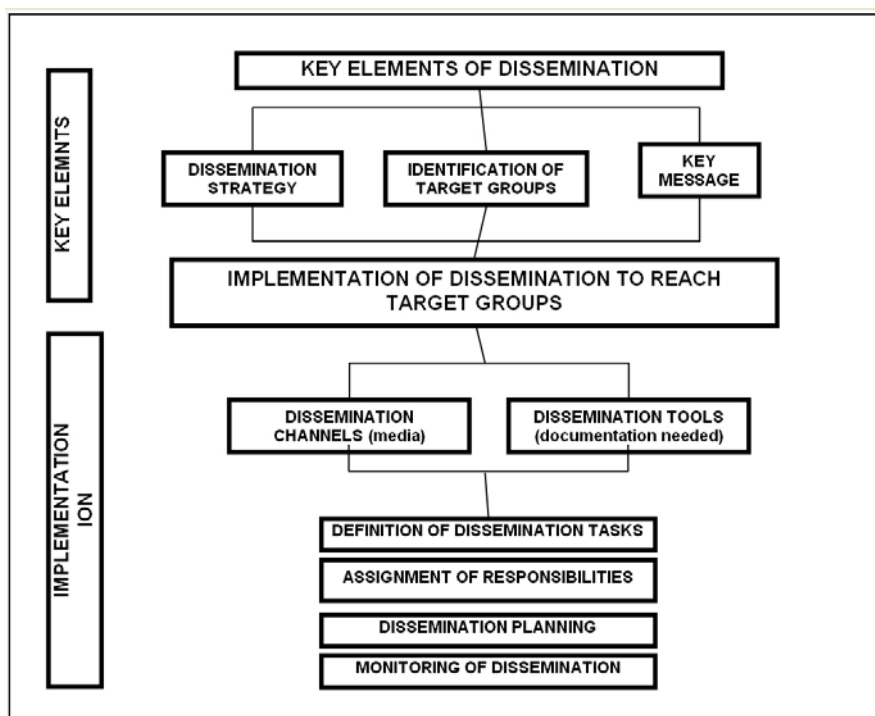 KEY ELEMENTS OF DISSEMINATION
KEY ELEMNTS
DISSEMINATION
STRATEGY
IDENTIFICATION OF
TARGET GROUPS
KEY
MESSAGE
IMPLEMENTATION OF DISSEMINATION TO REACH
TARGET GROUPS
IMPLEMENTATION
ION
DISSEMINATION
CHANNELS (media)
DISSEMINATION TOOLS
(documentation needed)
DEFINITION OF DISSEMINATION TASKS
ASSIGNMENT OF RESPONSIBILITIES
DISSEMINATION PLANNING
MONITORING OF DISSEMINATION